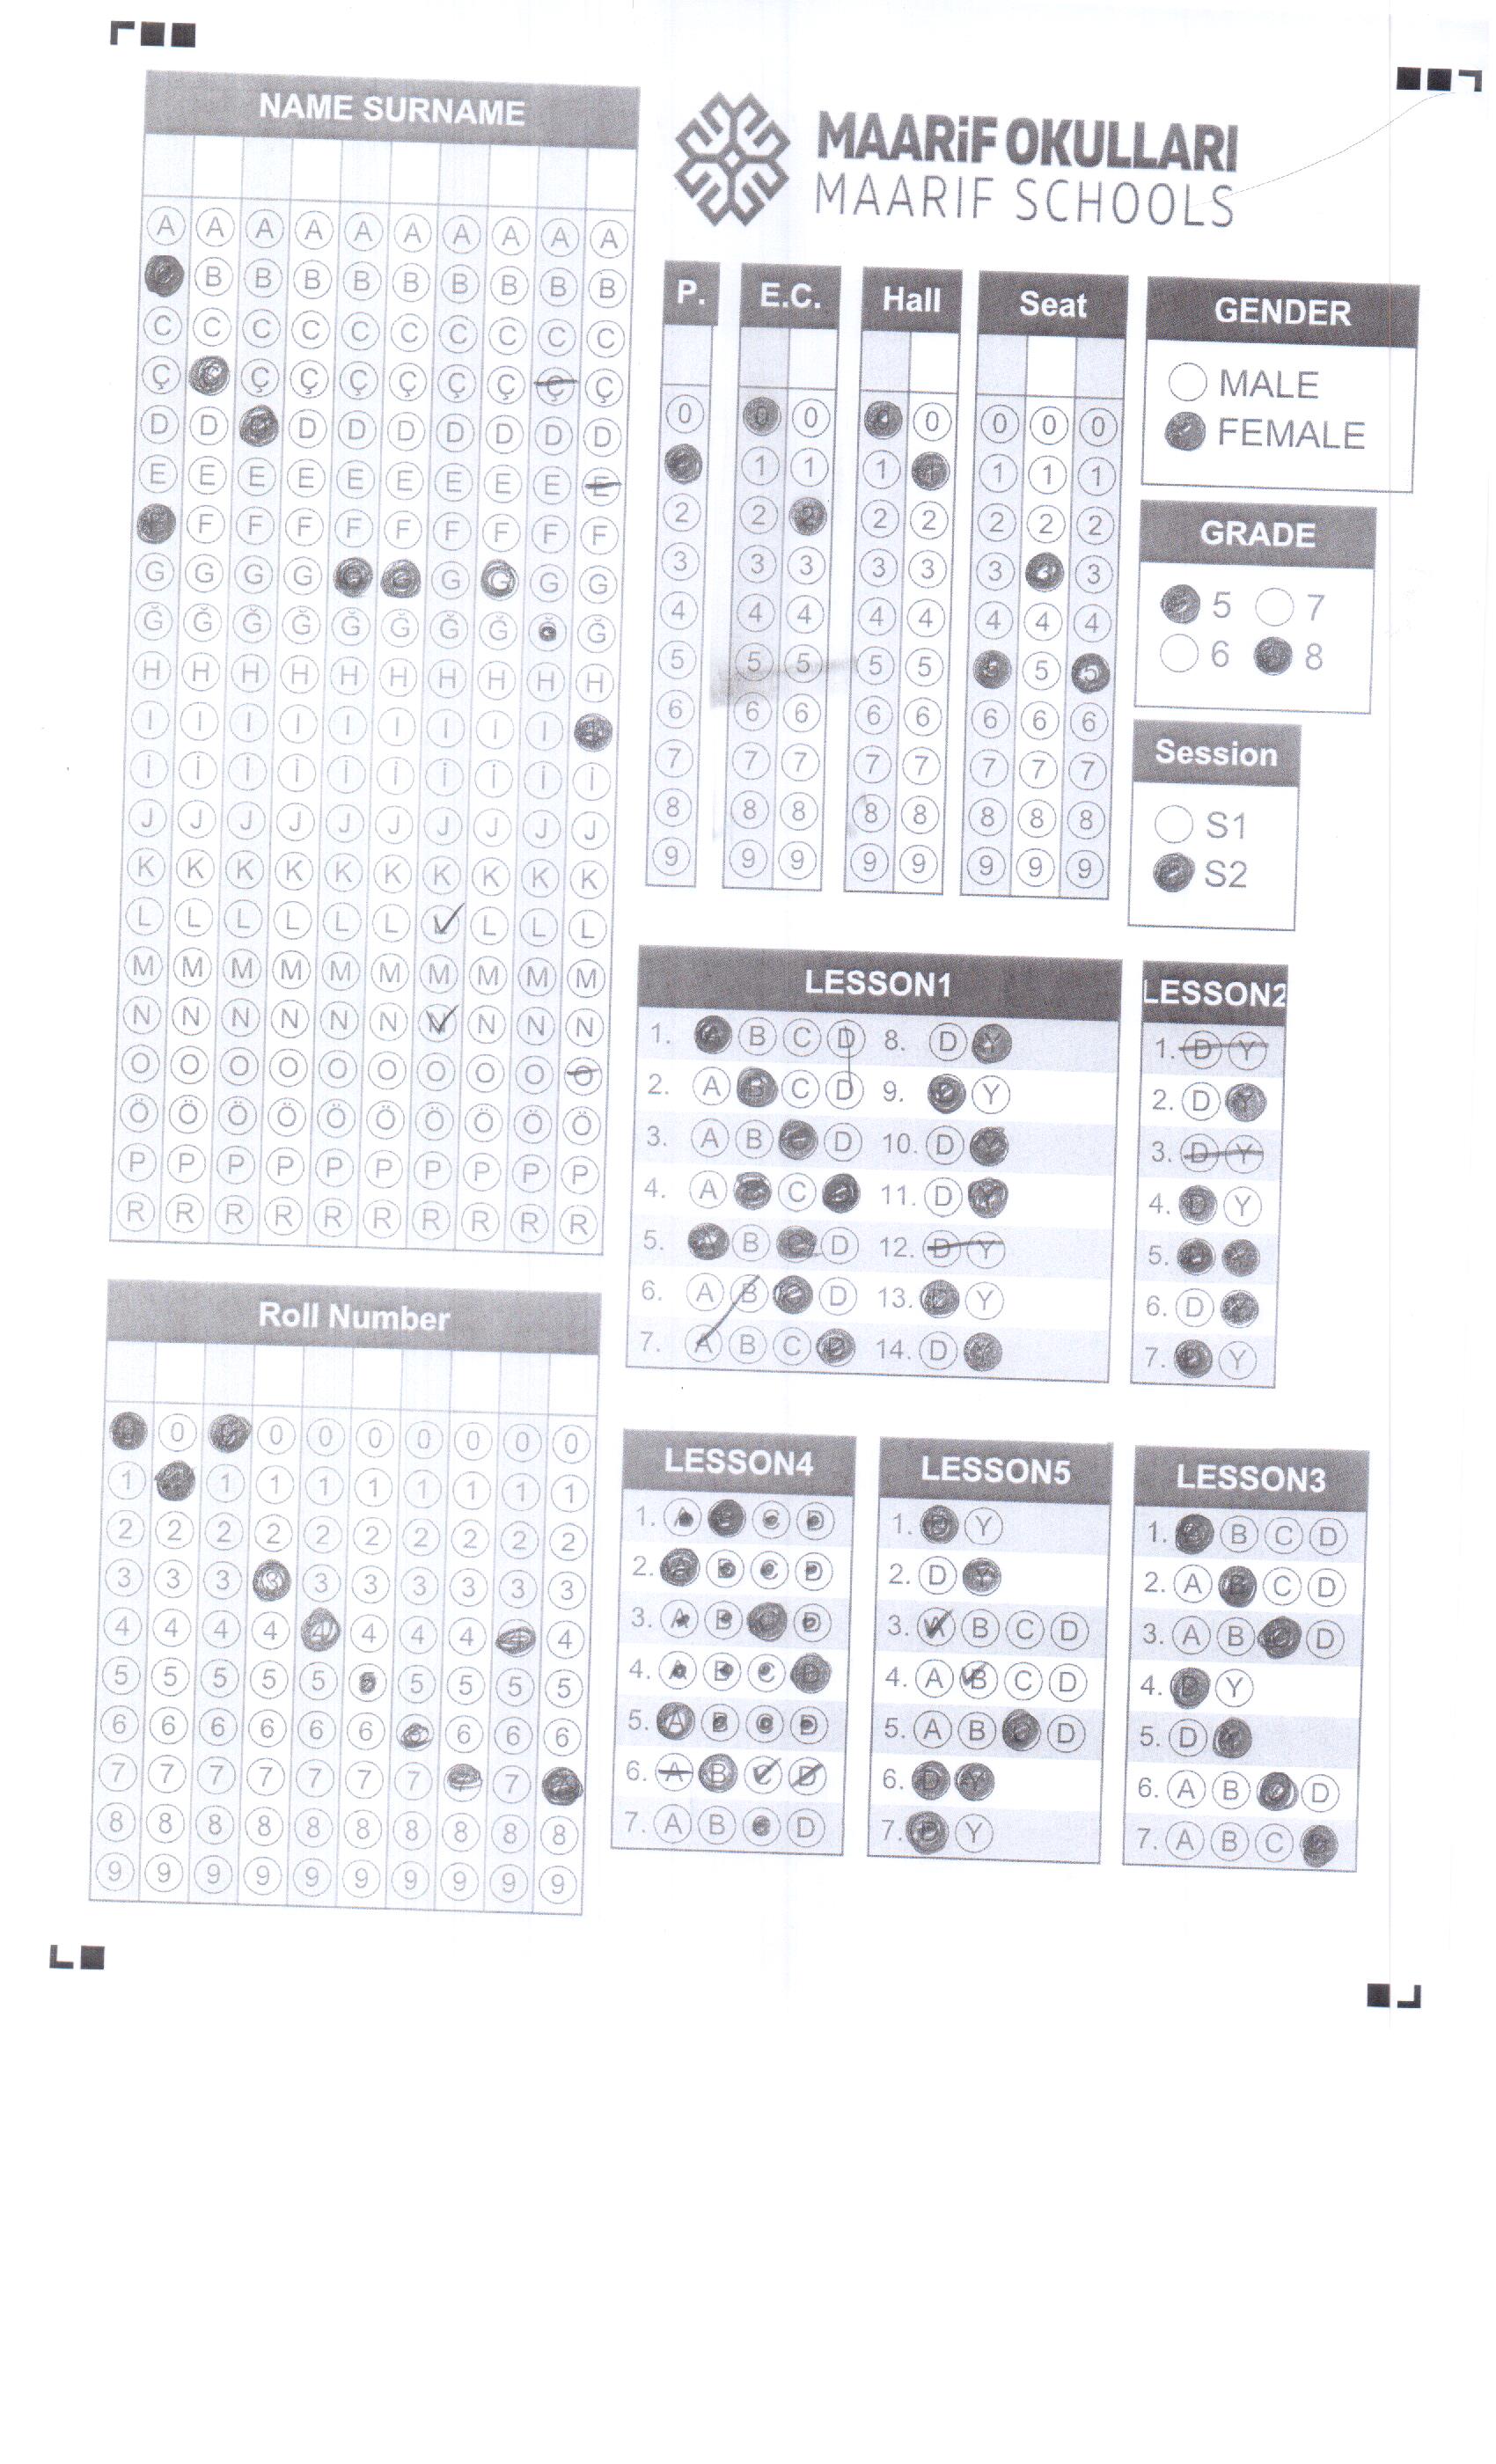 NAME SURNAME
MAARiF OKULLARI
MAARIF SCHOOLS
A A A A A A A A A A
B B B B B B B B B
C C C C C C C C C C
Ç Ç Ç Ç Ç Ç Ç Ç Ç Ç
D D D D D D D D D
E E E E E E E E E E
F F F F F F F F F
G G G G G G G G G G
Ğ Ğ Ğ Ğ Ğ Ğ Ğ Ğ Ğ Ğ
H H H H H H H H H H
I I I I I I I I I
İ İ İ İ İ İ İ İ İ İ
J J J J J J J J J J
K K K K K K K K K K
L L L L L L L L L
M M M M M M M M M M
N N N N N N N N N N
O O O O O O O O O O
Ö Ö Ö Ö Ö Ö Ö Ö Ö Ö
P P P P P P P P P P
R R R R R R R R R R
P. E.C. Hall Seat
0 0 0 0 0 0 0 0
1 1 1 1 1 1 1
2 2 2 2 2 2 2 2
3 3 3 3 3 3 3 3
4 4 4 4 4 4 4 4
5 5 5 5 5 5 5 5
6 6 6 6 6 6 6 6
7 7 7 7 7 7 7 7
8 8 8 8 8 8 8 8
9 9 9 9 9 9 9 9
GENDER
MALE
FEMALE
GRADE
5 7
6 8
Session
S1
S2
LESSON1
1. A B C D 8. D Y
2. A B C D 9. D Y
3. A B C D 10. D Y
4. A C 11. D Y
5. B C D 12. D Y
6. A B C D 13. D Y
7. A B C D 14. D Y
LESSON2
1. D Y
2. D Y
3. D Y
4. D Y
5.
6. D Y
7. D Y
Roll Number
0 0 0 0 0 0 0 0 0
1 1 1 1 1 1 1 1 1
2 2 2 2 2 2 2 2 2 2
3 3 3 3 3 3 3 3 3 3
4 4 4 4 4 4 4 4 4 4
5 5 5 5 5 5 5 5 5
6 6 6 6 6 6 6 6 6 6
7 7 7 7 7 7 7 7
8 8 8 8 8 8 8 8 8 8
9 9 9 9 9 9 9 9 9 9
LESSON4
1. A C D
2. A B C D
3. A B C D
4. A B C D
5. A B C D
6. A B C D
7. A B D
LESSON5
1. D Y
2. D Y
3. A B C D
4. A B C D
5. A B C D
6. D Y
7. D Y
LESSON3
1. B C D
2. A B C D
3. A B C D
4. D Y
5. D Y
6. A B C D
7. A B C